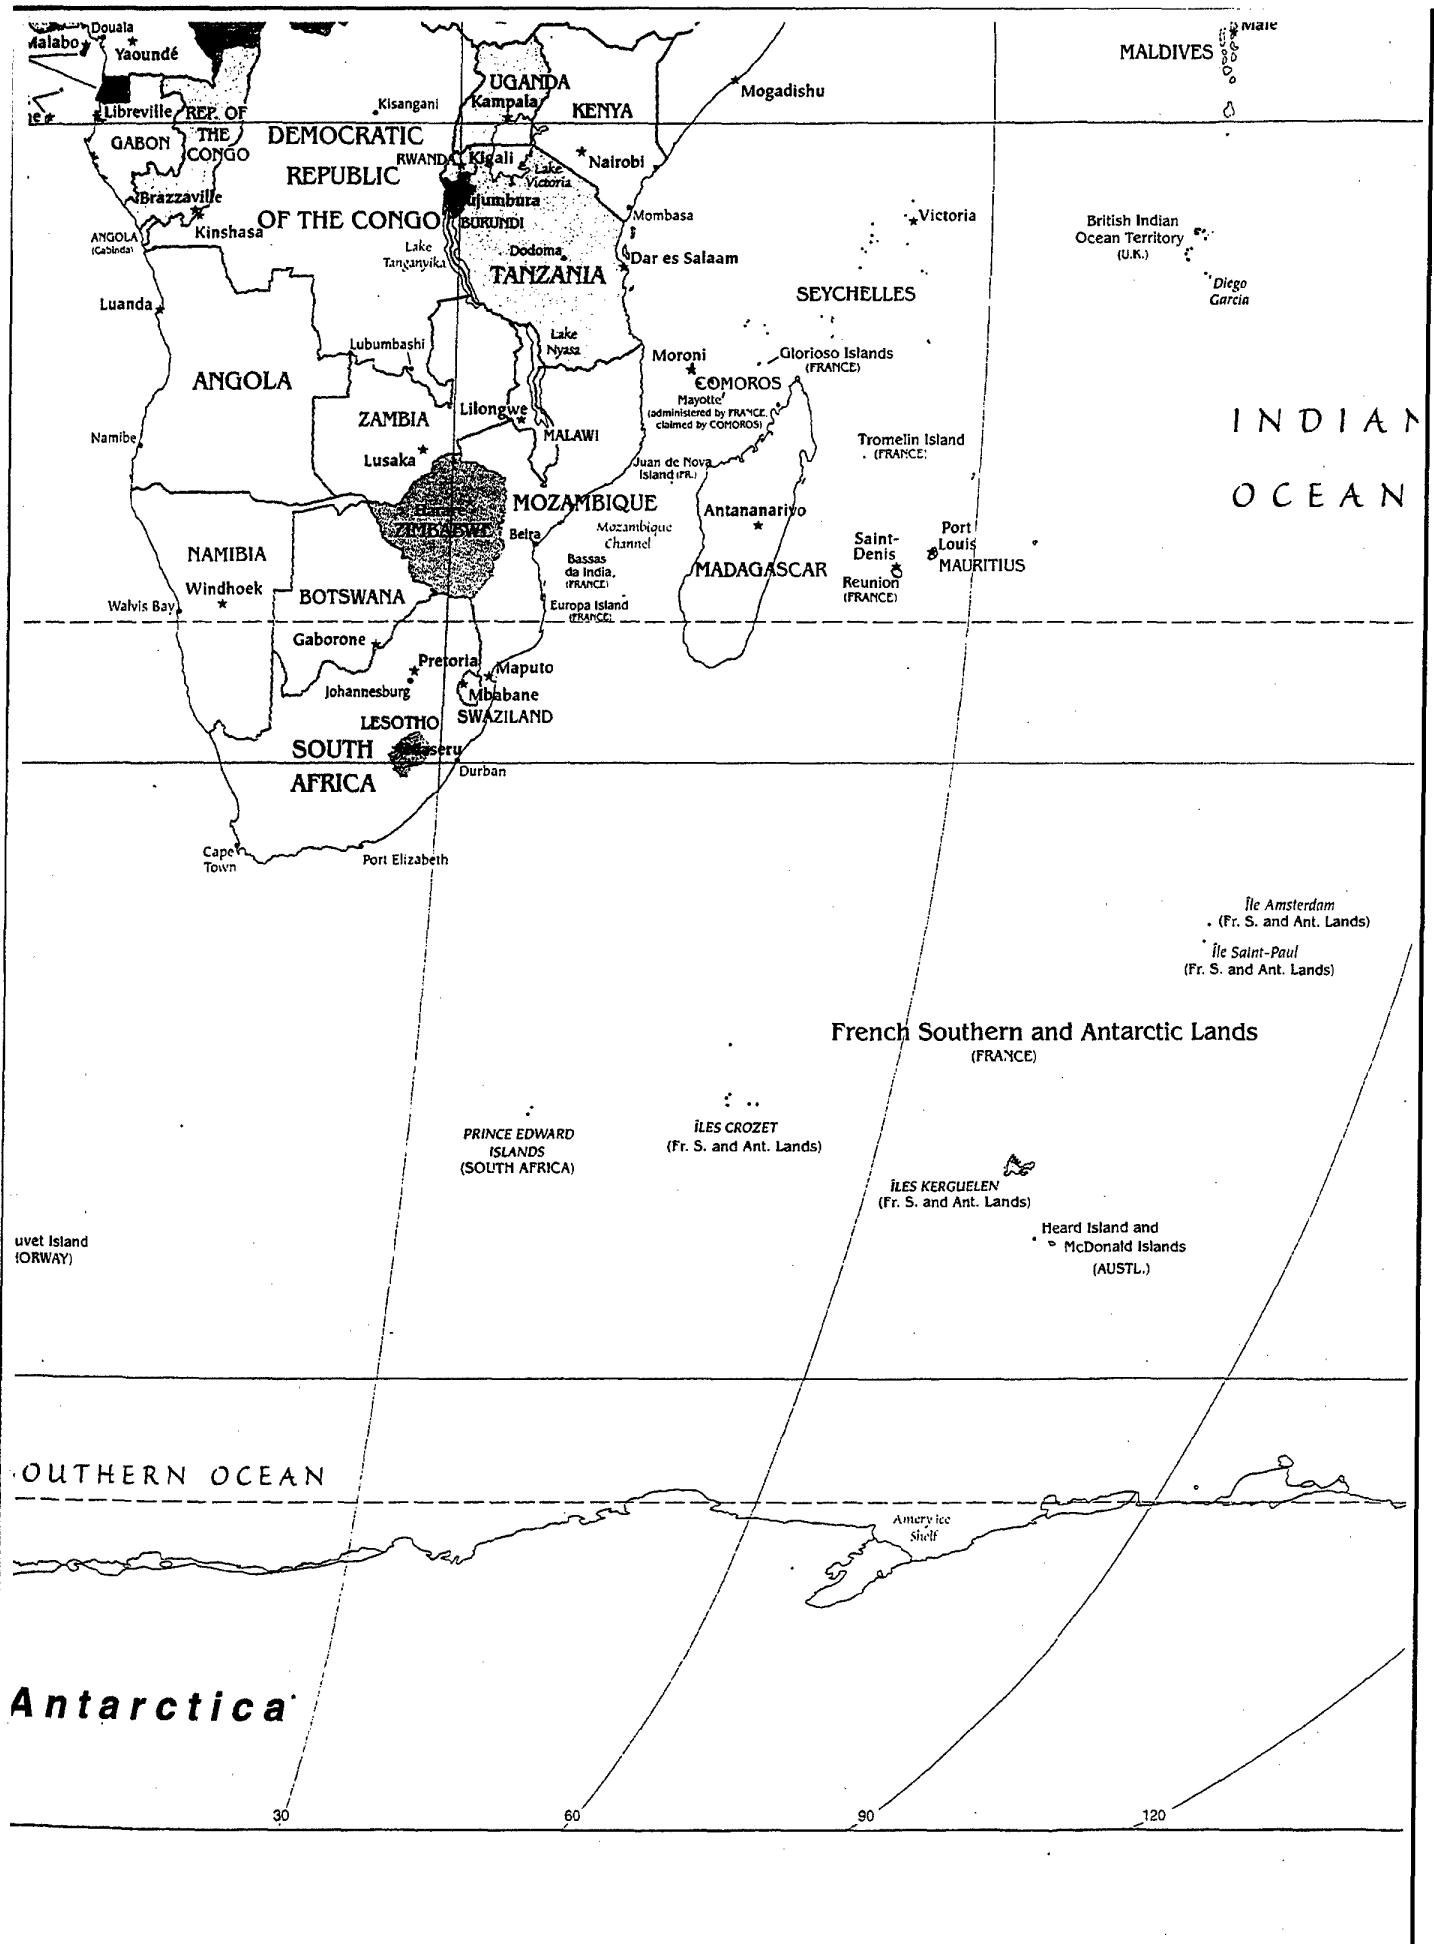 Douala
Malabo
Yaoundé
Male
MALDIVES
UGANDA
Kampala
KENYA
Mogadishu
Kisangani
Libreville
REP. OF
THE
CONGO
GABON
DEMOCRATIC
REPUBLIC
OF THE CONGO
RWANDA
Kigali
Lake
Victoria
Nairobi
Brazzaville
Kinshasa
ujumbura
BURUNDI
Mombasa
Victoria
British Indian
Ocean Territory
(U.K.)
ANGOLA
(Cabinda)
Lake
Tanganyika
Dodoma
TANZANIA
Dar es Salaam
SEYCHELLES
Diego
Garcia
Luanda
Lubumbashi
Lake
Nyasa
Moroni
Glorioso Islands
(FRANCE)
COMOROS
Mayotte
(administered by FRANCE,
claimed by COMOROS)
ANGOLA
ZAMBIA
Lilongwe
MALAWI
Namibe
Lusaka
Juan de Nova
Island (FR.)
Tromelin Island
(FRANCE)
INDIAN
OCEAN
Harare
ZIMBABWE
MOZAMBIQUE
Beira
Mozambique
Channel
Antananarivo
Port
Louis
MAURITIUS
Saint-
Denis
Reunion
(FRANCE)
NAMIBIA
Windhoek
BOTSWANA
Bassas
da India,
(FRANCE)
MADAGASCAR
Walvis Bay
Europa Island
(FRANCE)
Gaborone
Pretoria
Johannesburg
Maputo
Mbabane
SWAZILAND
LESOTHO
Maseru
SOUTH
AFRICA
Durban
Cape
Town
Port Elizabeth
Île Amsterdam
(Fr. S. and Ant. Lands)
Île Saint-Paul
(Fr. S. and Ant. Lands)
French Southern and Antarctic Lands
(FRANCE)
PRINCE EDWARD
ISLANDS
(SOUTH AFRICA)
ÎLES CROZET
(Fr. S. and Ant. Lands)
ÎLES KERGUELEN
(Fr. S. and Ant. Lands)
Heard Island and
McDonald Islands
(AUSTL.)
uvet Island
NORWAY)
OUTHERN OCEAN
Amery Ice
Shelf
Antarctica
30
60
90
120